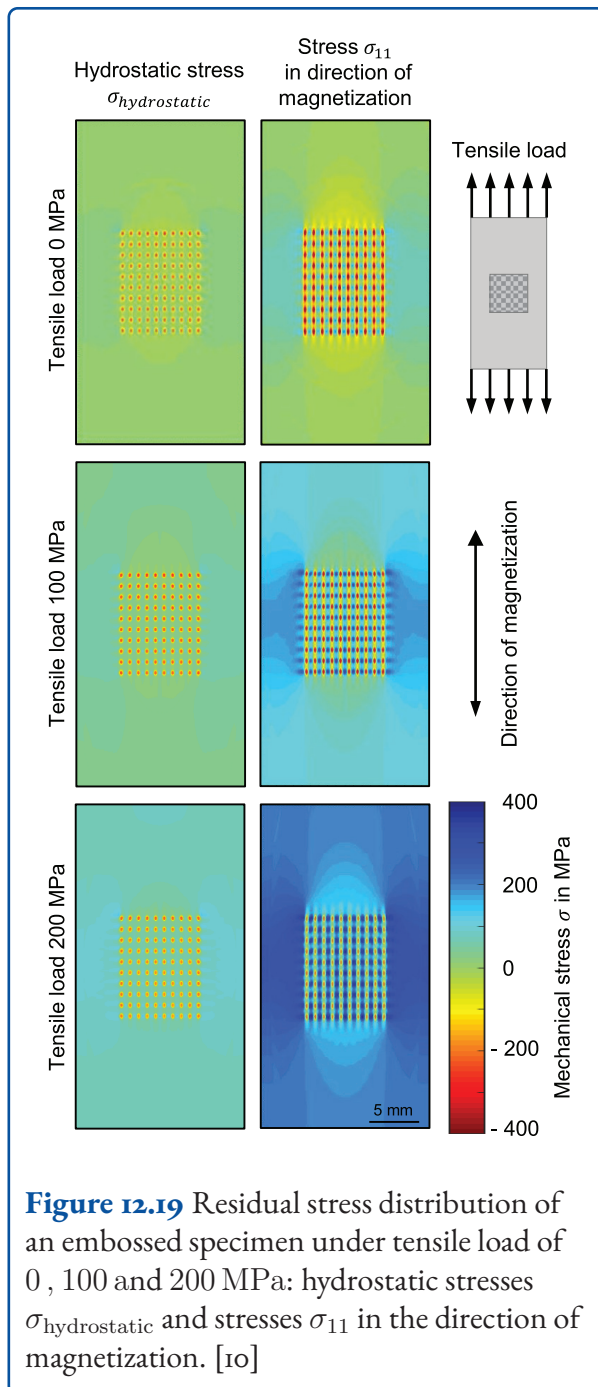 Hydrostatic stress
σhydrostatic
Stress σ11
in direction of
magnetization
Tensile load
Tensile load 0 MPa
Tensile load 100 MPa
Direction of magnetization
Tensile load 200 MPa
400
200
0
- 200
- 400
Mechanical stress σ in MPa
5 mm
Figure 12.19 Residual stress distribution of
an embossed specimen under tensile load of
0 , 100 and 200 MPa: hydrostatic stresses
σhydrostatic and stresses σ11 in the direction of
magnetization. [10]